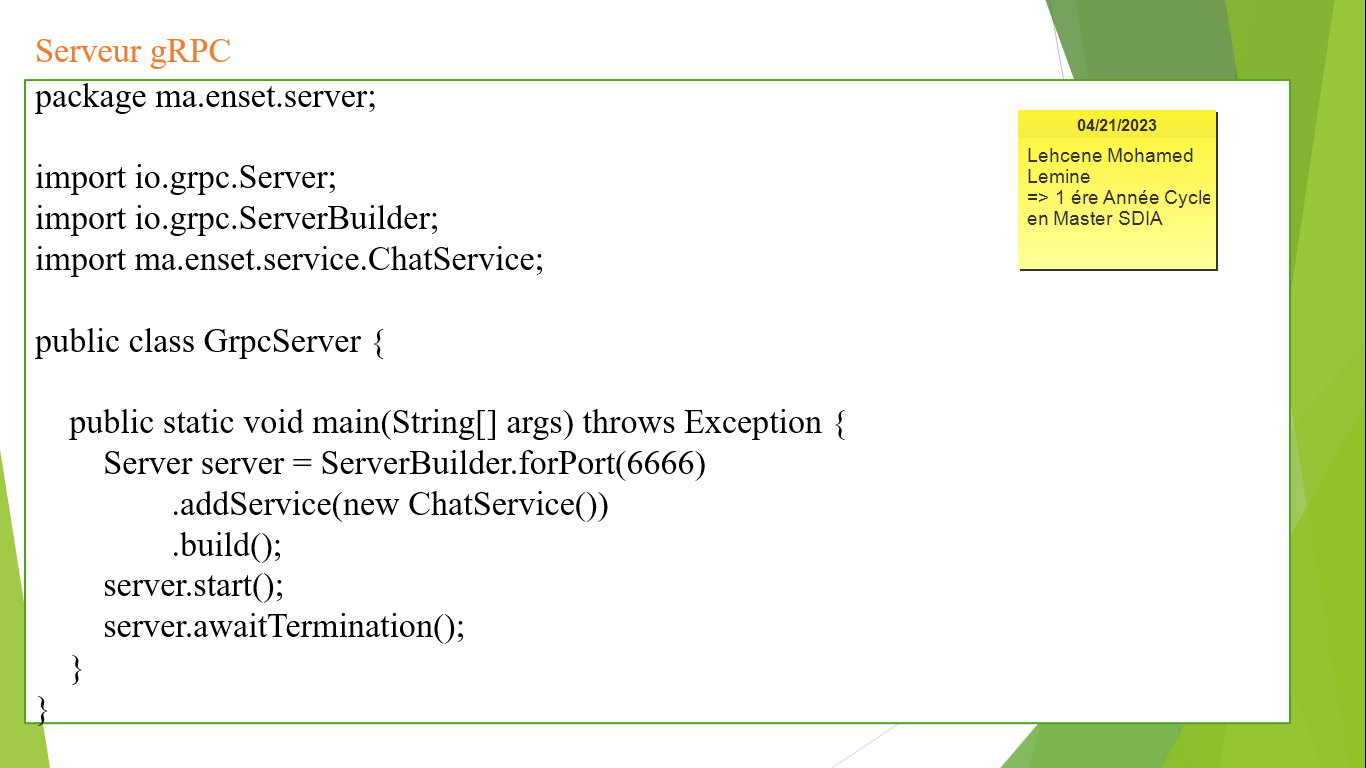 Serveur gRPC
package ma.enset.server;
import io.grpc.Server;
import io.grpc.ServerBuilder;
import ma.enset.service.ChatService;
public class GrpcServer {
public static void main(String[] args) throws Exception {
Server server = ServerBuilder.forPort(6666)
.addService(new ChatService())
.build();
server.start();
server.awaitTermination();
}
}
04/21/2023
Lehcene Mohamed
Lemine
=> 1 ére Année Cycle
en Master SDIA